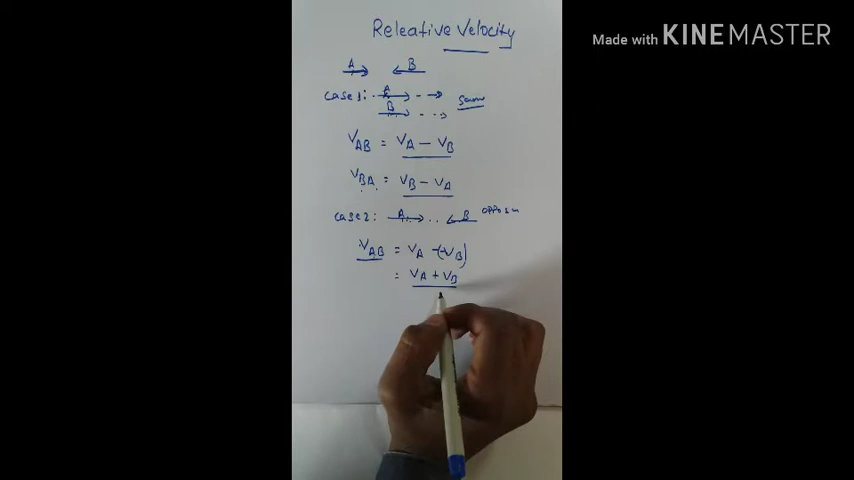 Releative Velocity
Made with KINEMASTER
A B
Case 1: A
Same
B
VAB = VA - VB
VBA = VB - VA
Case 2: A B
VAB = VA -(-VB)
= VA + VB